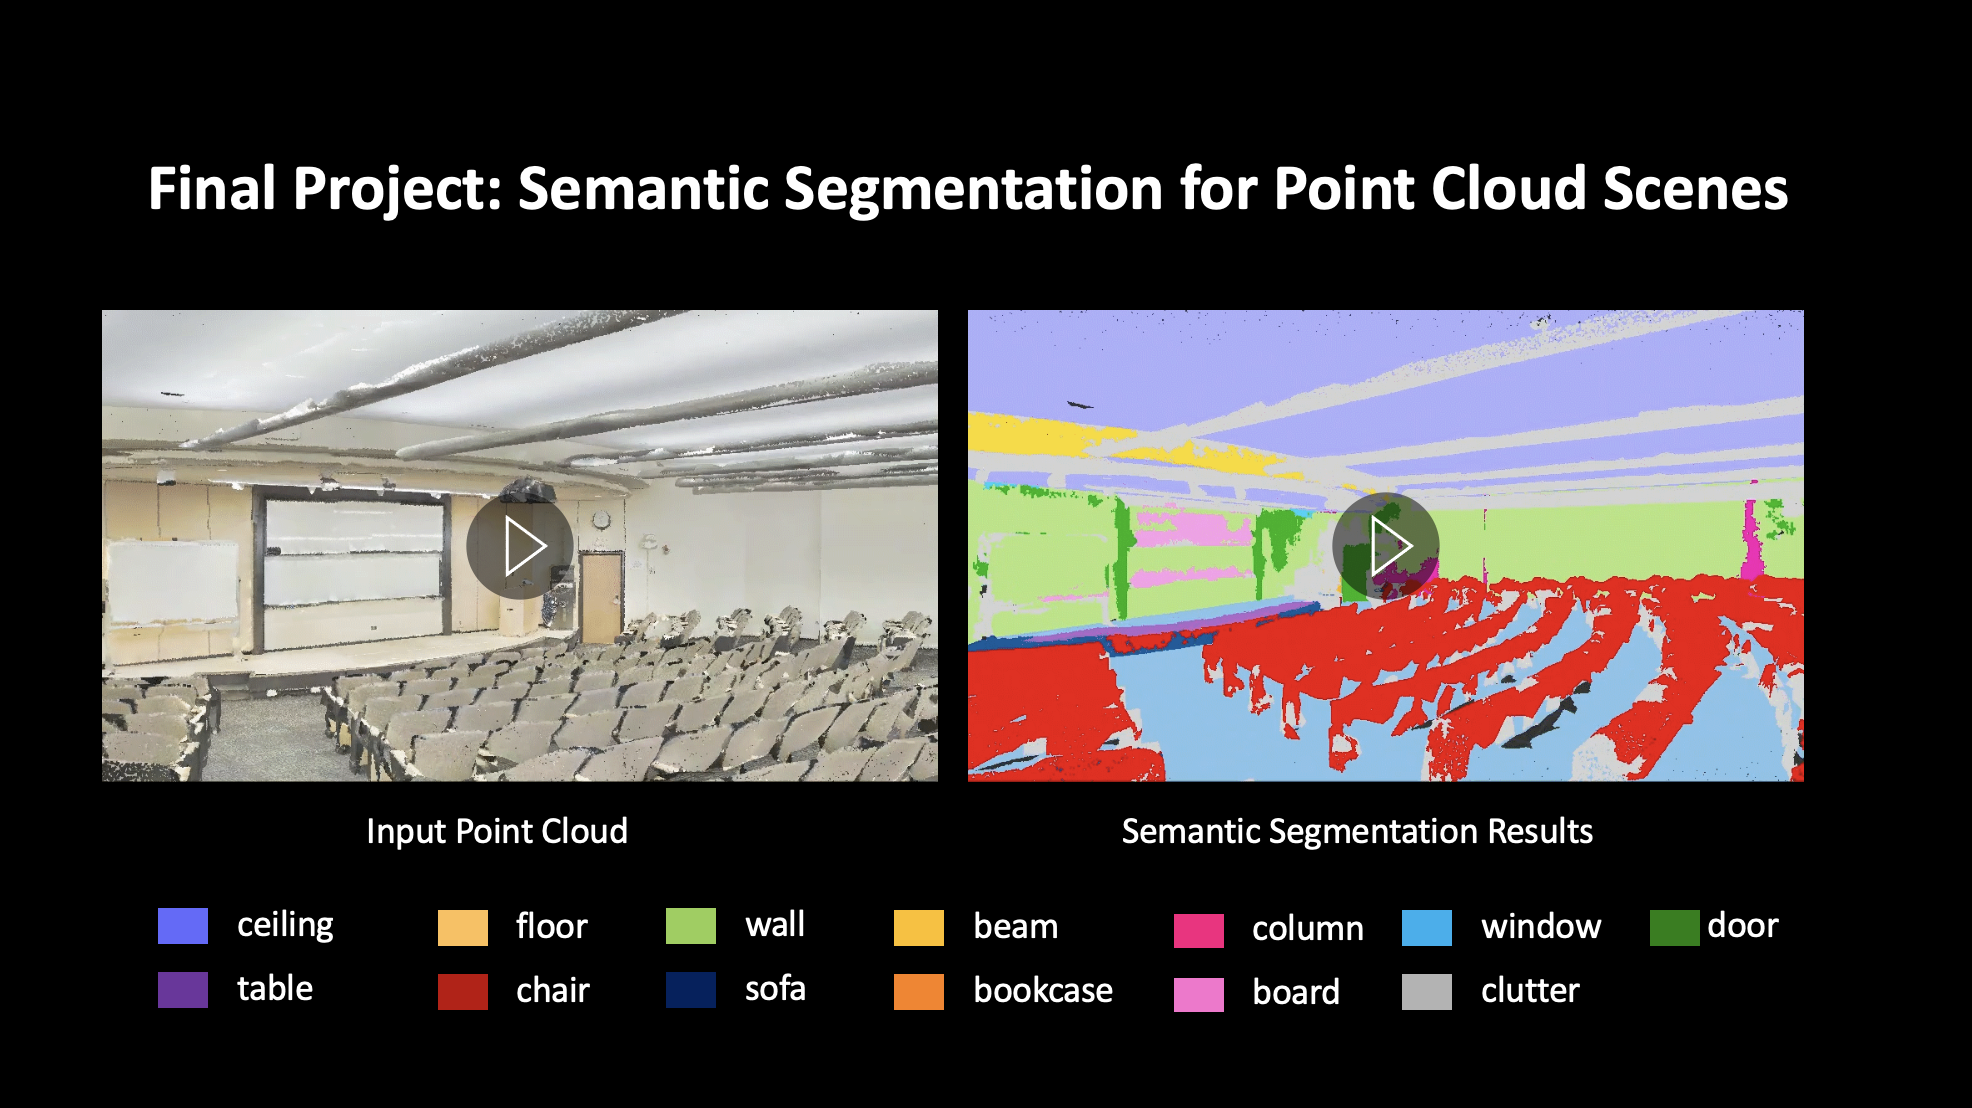 Final Project: Semantic Segmentation for Point Cloud Scenes
Input Point Cloud
Semantic Segmentation Results
ceiling
floor
wall
beam
column
window
door
table
chair
sofa
bookcase
board
clutter